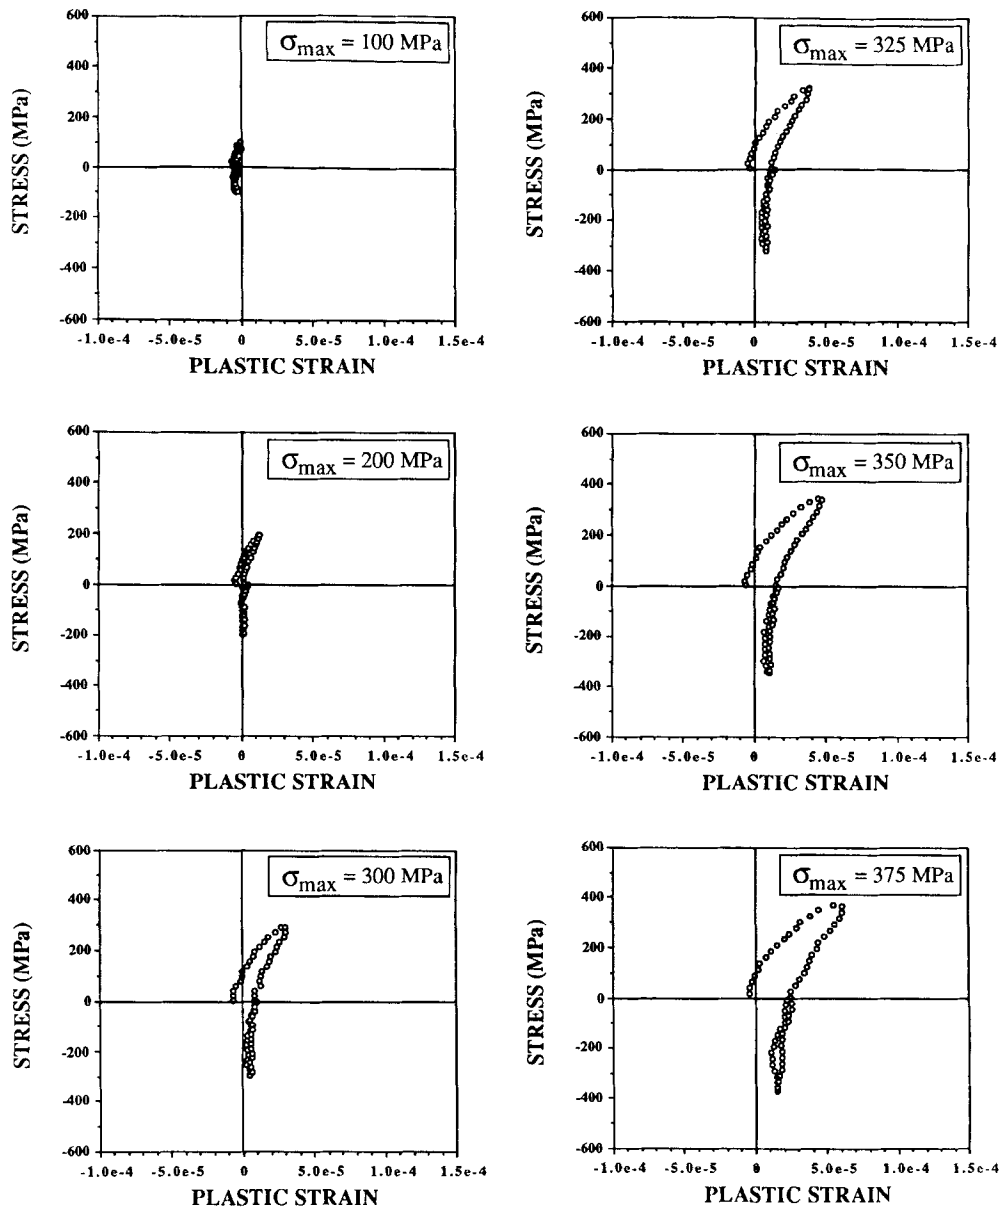 σmax = 100 MPa
600
400
200
0
-200
-400
-600
STRESS (MPa)
-1.0e-4 -5.0e-5 0 5.0e-5 1.0e-4 1.5e-4
PLASTIC STRAIN
σmax = 325 MPa
600
400
200
0
-200
-400
-600
STRESS (MPa)
-1.0e-4 -5.0e-5 0 5.0e-5 1.0e-4 1.5e-4
PLASTIC STRAIN
σmax = 200 MPa
600
400
200
0
-200
-400
-600
STRESS (MPa)
-1.0e-4 -5.0e-5 0 5.0e-5 1.0e-4 1.5e-4
PLASTIC STRAIN
σmax = 350 MPa
600
400
200
0
-200
-400
-600
STRESS (MPa)
-1.0e-4 -5.0e-5 0 5.0e-5 1.0e-4 1.5e-4
PLASTIC STRAIN
σmax = 300 MPa
600
400
200
0
-200
-400
-600
STRESS (MPa)
-1.0e-4 -5.0e-5 0 5.0e-5 1.0e-4 1.5e-4
PLASTIC STRAIN
σmax = 375 MPa
600
400
200
0
-200
-400
-600
STRESS (MPa)
-1.0e-4 -5.0e-5 0 5.0e-5 1.0e-4 1.5e-4
PLASTIC STRAIN